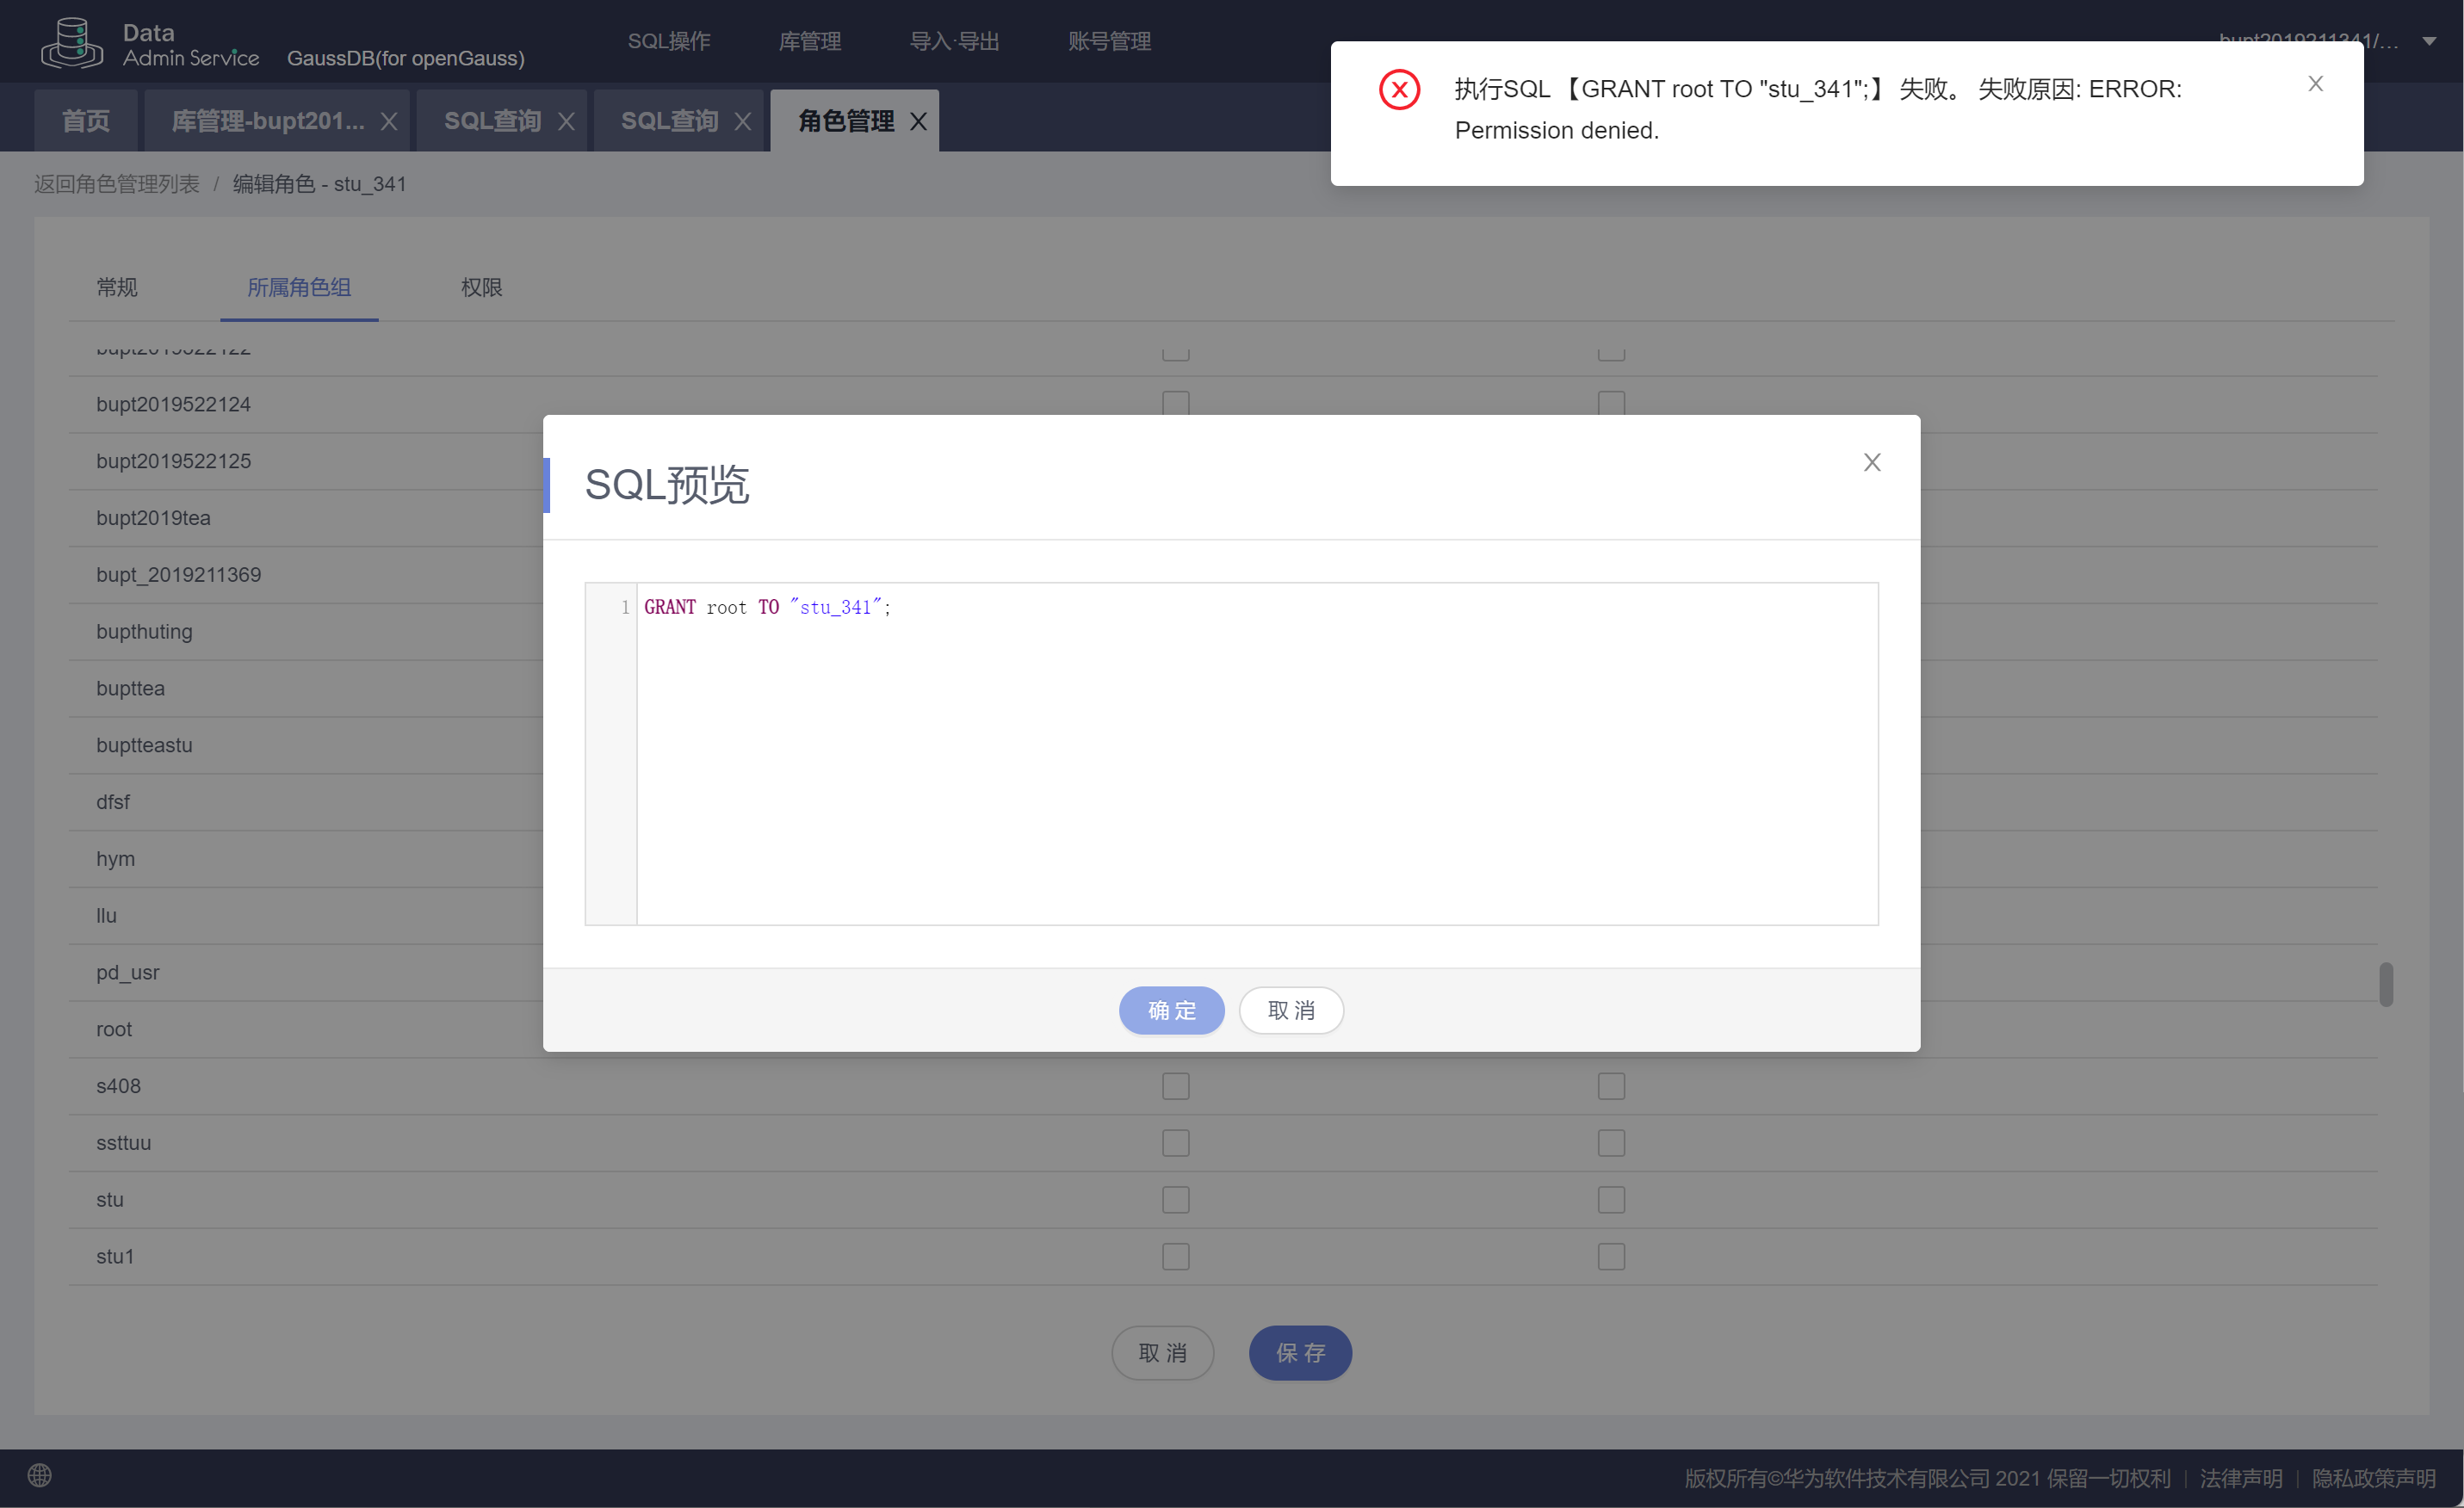 Data
Admin Service
GaussDB(for openGauss)
SQL操作
库管理
导入·导出
账号管理
执行SQL 【GRANT root TO "stu_341";】 失败。 失败原因: ERROR:
Permission denied.
首页
库管理-bupt201...
SQL查询
SQL查询
角色管理
返回角色管理列表 / 编辑角色 - stu_341
常规
所属角色组
权限
bupt2019522124
bupt2019522125
bupt2019tea
bupt_2019211369
bupthuting
bupttea
buptteastu
dfsf
hym
llu
pd_usr
root
s408
ssttuu
stu
stu1
SQL预览
1 GRANT root TO "stu_341";
确定
取消
取消
保存
版权所有©华为软件技术有限公司 2021 保留一切权利 | 法律声明 | 隐私政策声明